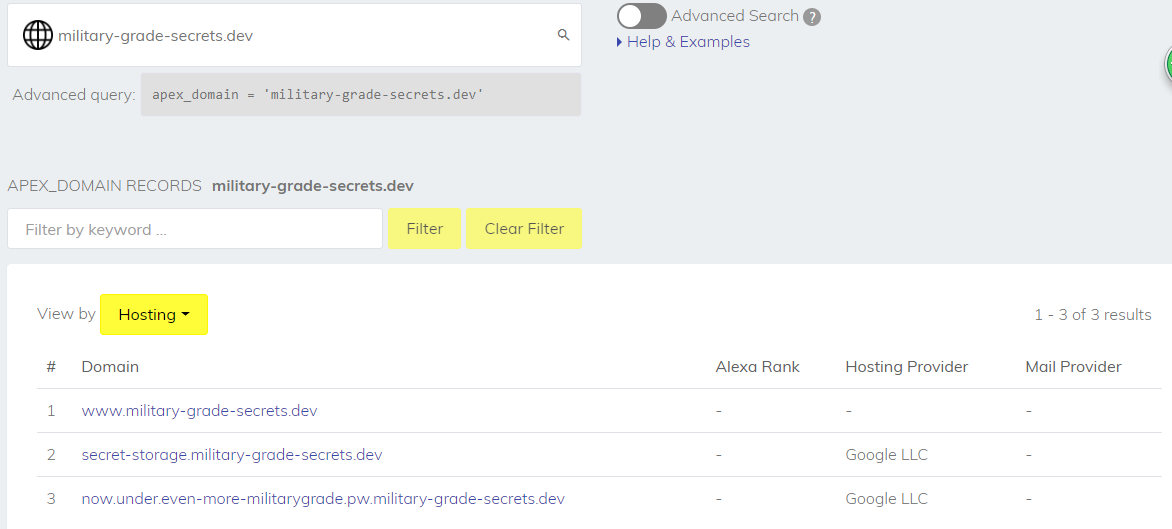 military-grade-secrets.dev
Advanced Search ?
Help & Examples
Advanced query: apex_domain = 'military-grade-secrets.dev'
APEX_DOMAIN RECORDS military-grade-secrets.dev
Filter by keyword ... Filter Clear Filter
View by Hosting 1 - 3 of 3 results
# Domain Alexa Rank Hosting Provider Mail Provider
1 www.military-grade-secrets.dev - - -
2 secret-storage.military-grade-secrets.dev - Google LLC -
3 now.under.even-more-militarygrade.pw.military-grade-secrets.dev - Google LLC -